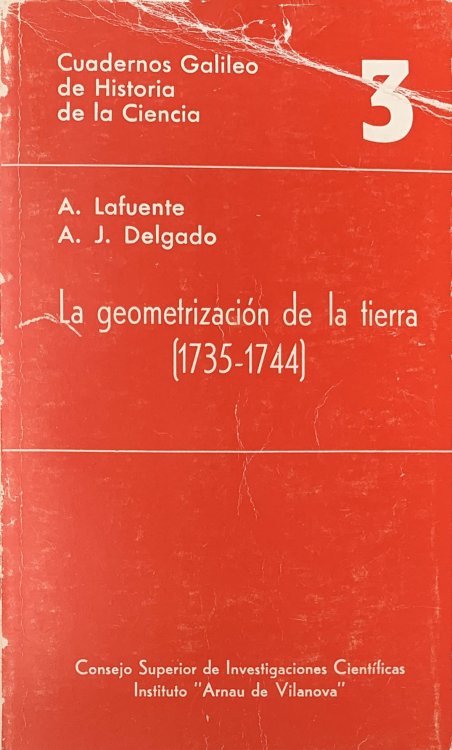 Cuadernos Galileo
de Historia
de la Ciencia
3
A. Lafuente
A. J. Delgado
La geometrización de la tierra
(1735-1744)
Consejo Superior de Investigaciones Científicas
Instituto "Arnau de Vilanova"